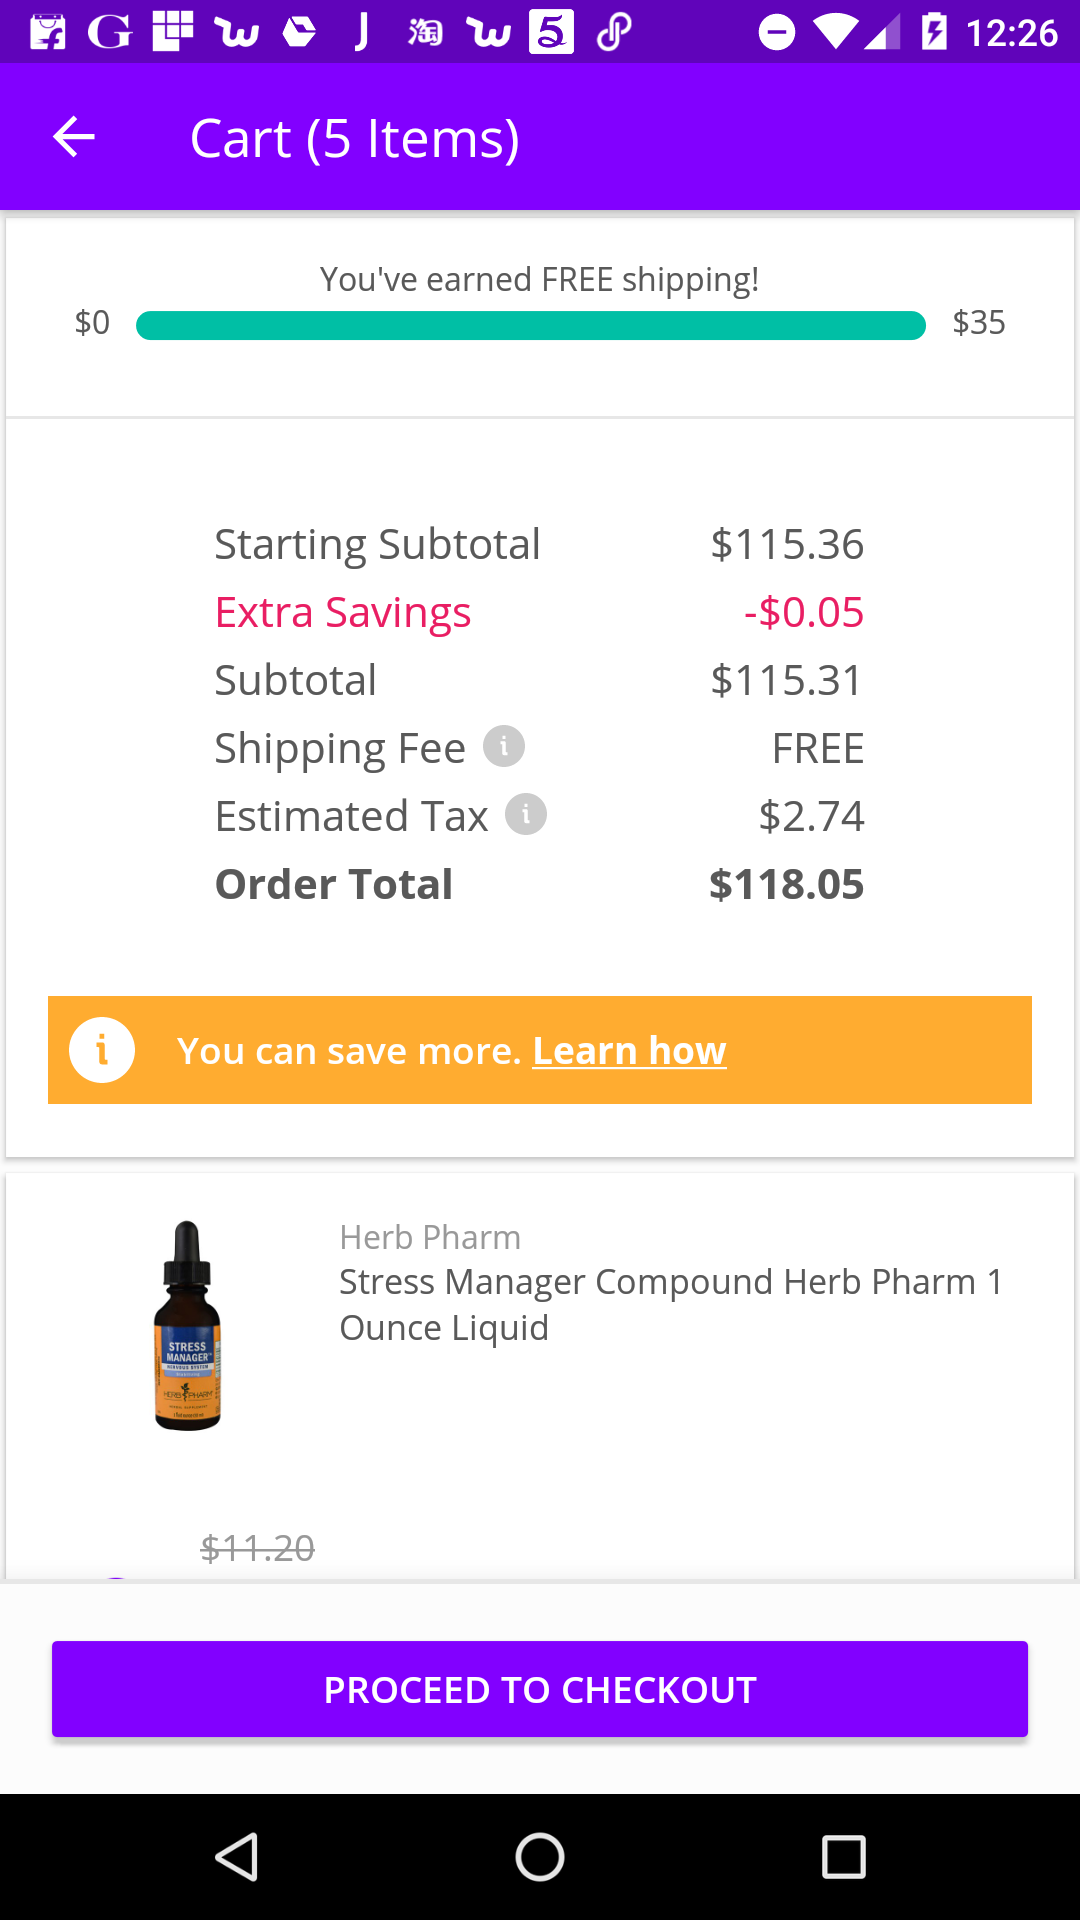 12:26
Cart (5 Items)
You've earned FREE shipping!
$0 $35
Starting Subtotal $115.36
Extra Savings -$0.05
Subtotal $115.31
Shipping Fee FREE
Estimated Tax $2.74
Order Total $118.05
You can save more. Learn how
Herb Pharm
Stress Manager Compound Herb Pharm 1
Ounce Liquid
STRESS
MANAGER
HERB PHARM
$11.20
PROCEED TO CHECKOUT